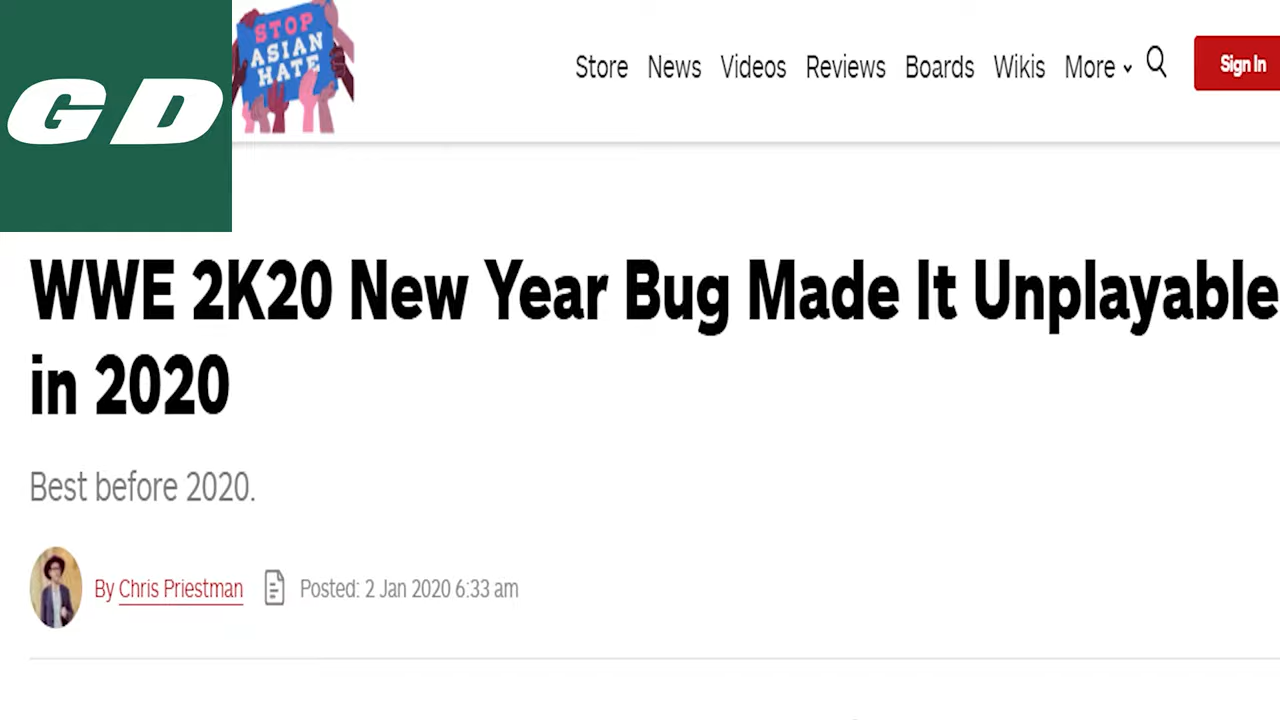 GD
STOP
ASIAN
HATE
Store News Videos Reviews Boards Wikis More Sign In
WWE 2K20 New Year Bug Made It Unplayable
in 2020
Best before 2020.
By Chris Priestman Posted: 2 Jan 2020 6:33 am